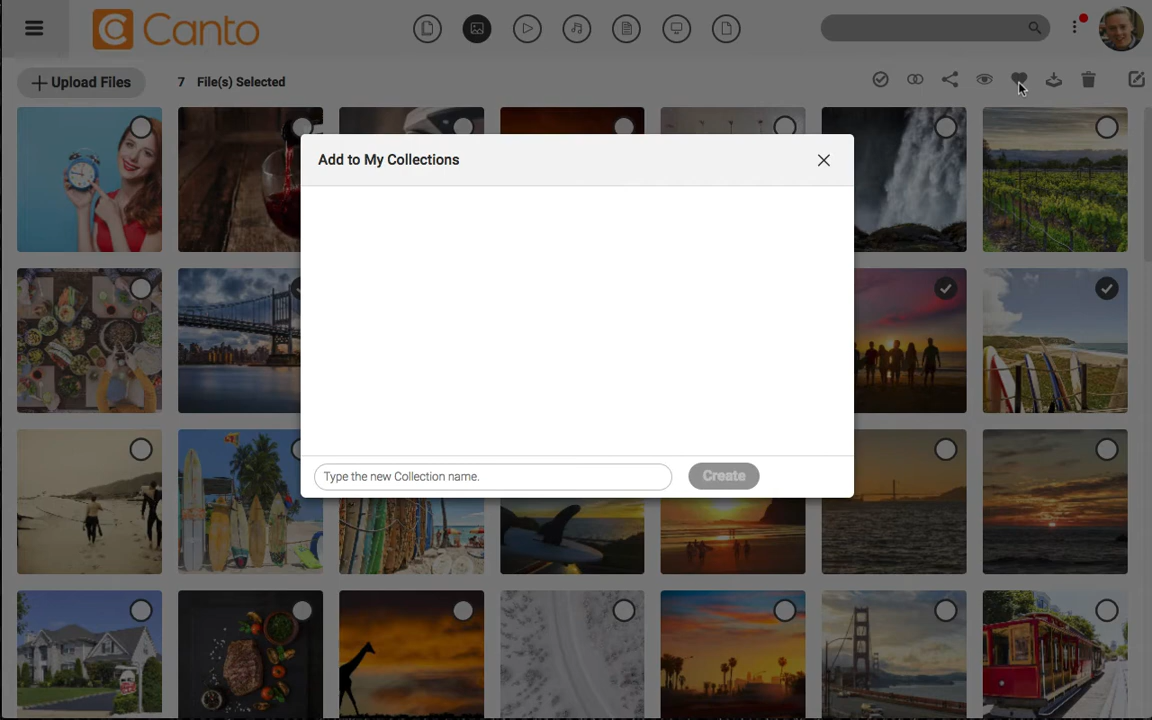 Canto
Upload Files
7 File(s) Selected
Add to My Collections
Type the new Collection name.
Create